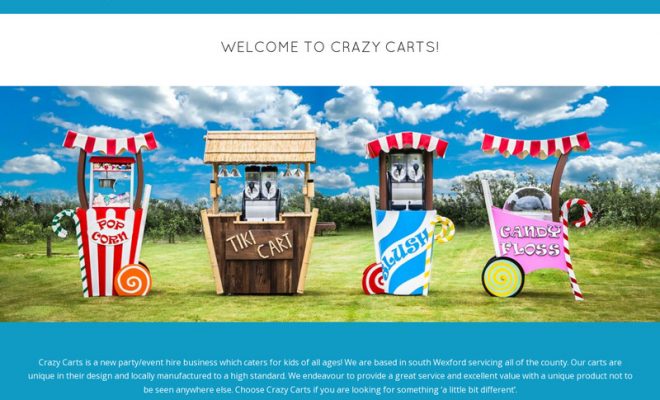 WELCOME TO CRAZY CARTS!
POP
CORN
TIKI
CART
SLUSH
CANDY
FLOSS
Crazy Carts is a new party/event hire business which caters for kids of all ages! We are based in south Wexford servicing all of the county. Our carts are
unique in their design and locally manufactured to a high standard. We endeavour to provide a great service and excellent value with a unique product not to
be seen anywhere else. Choose Crazy Carts if you are looking for something 'a little bit different'.